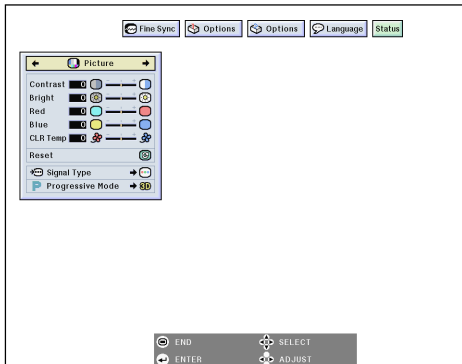 Fine Sync Options Options Language Status
Picture
Contrast 0
Bright 0
Red 0
Blue 0
CLR Temp 0
Reset
Signal Type
P Progressive Mode 3D
END SELECT
ENTER ADJUST